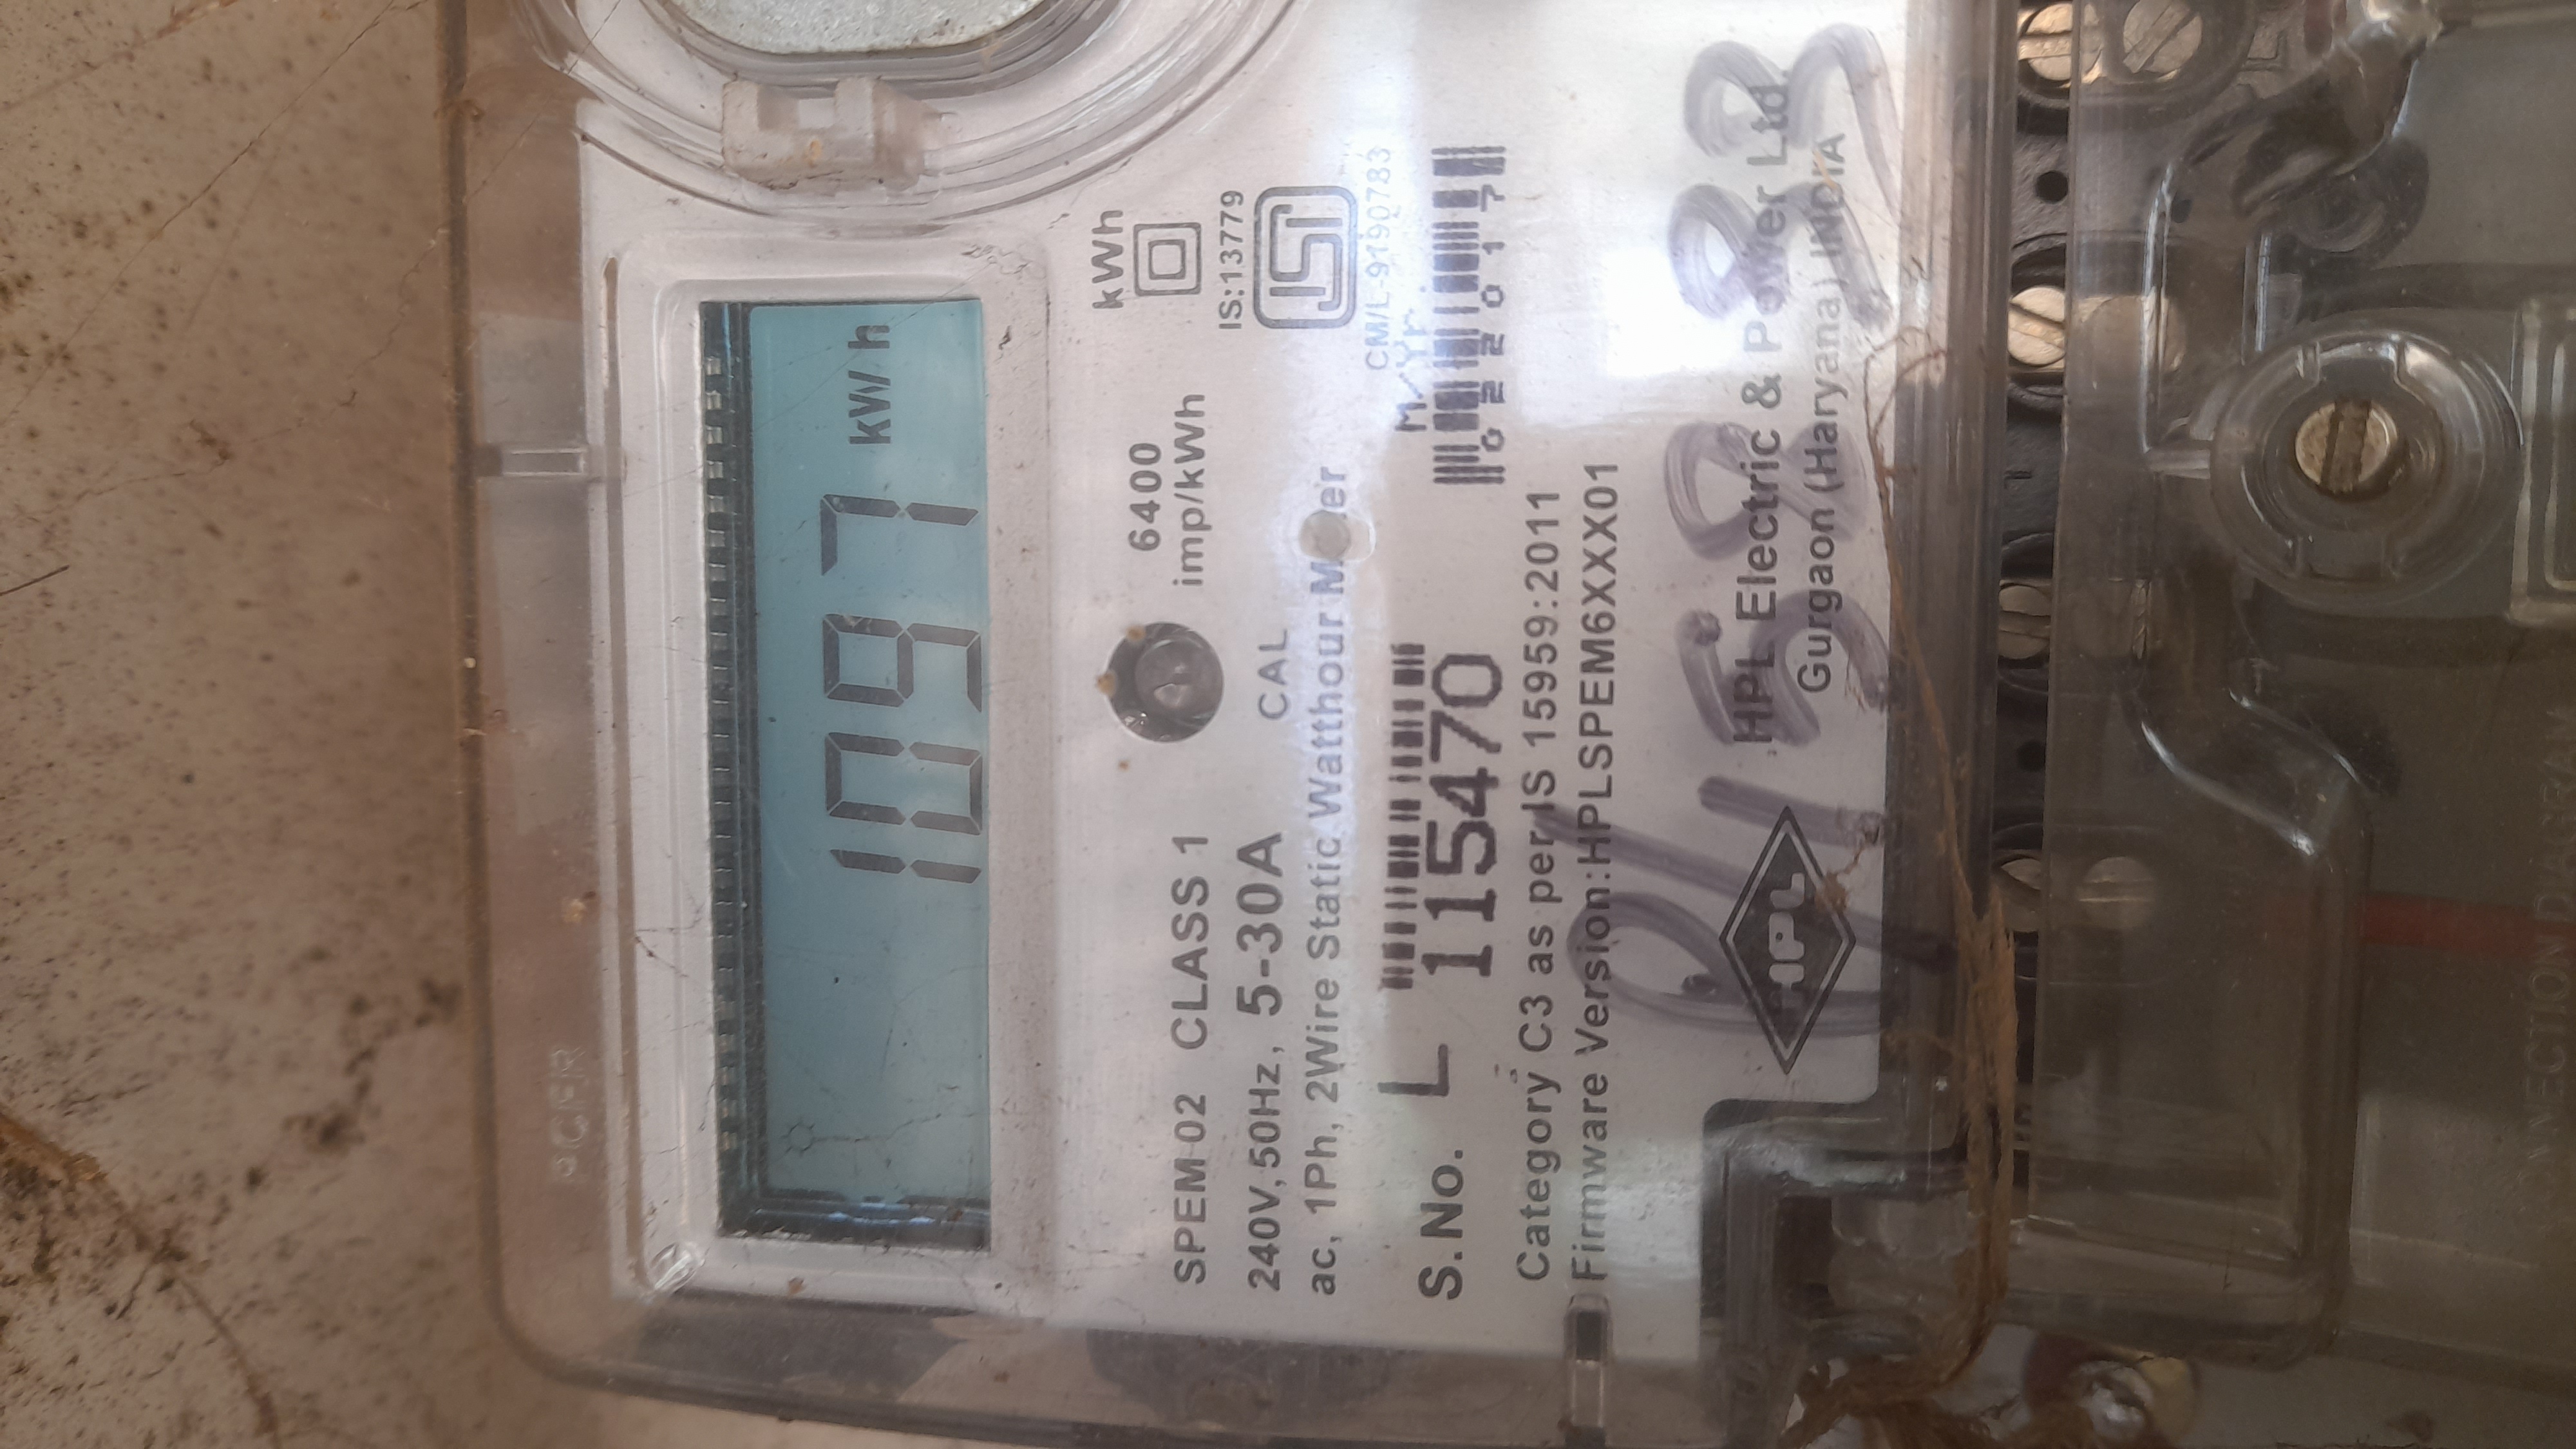 1097 kWh
kWh
6400
imp/kWh
IS:13779
CAL
SPEM 02 CLASS 1
240V, 50Hz, 5-30A
ac, 1Ph, 2Wire Static Watthour Meter
CM/L-9190783
M/Yr.
022017
S.No. L 115470
Category C3 as per IS 15959:2011
Firmware Version:HPLSPEM6XXX01
HPL
HPL Electric & Power Ltd.
Gurgaon (Haryana) INDIA